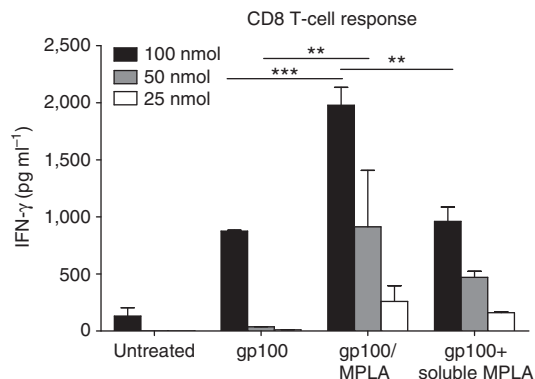 CD8 T-cell response
2,500
2,000
1,500
1,000
500
0
IFN-γ (pg ml⁻¹)
100 nmol
50 nmol
25 nmol
**
***
**
Untreated
gp100
gp100/
MPLA
gp100+
soluble MPLA